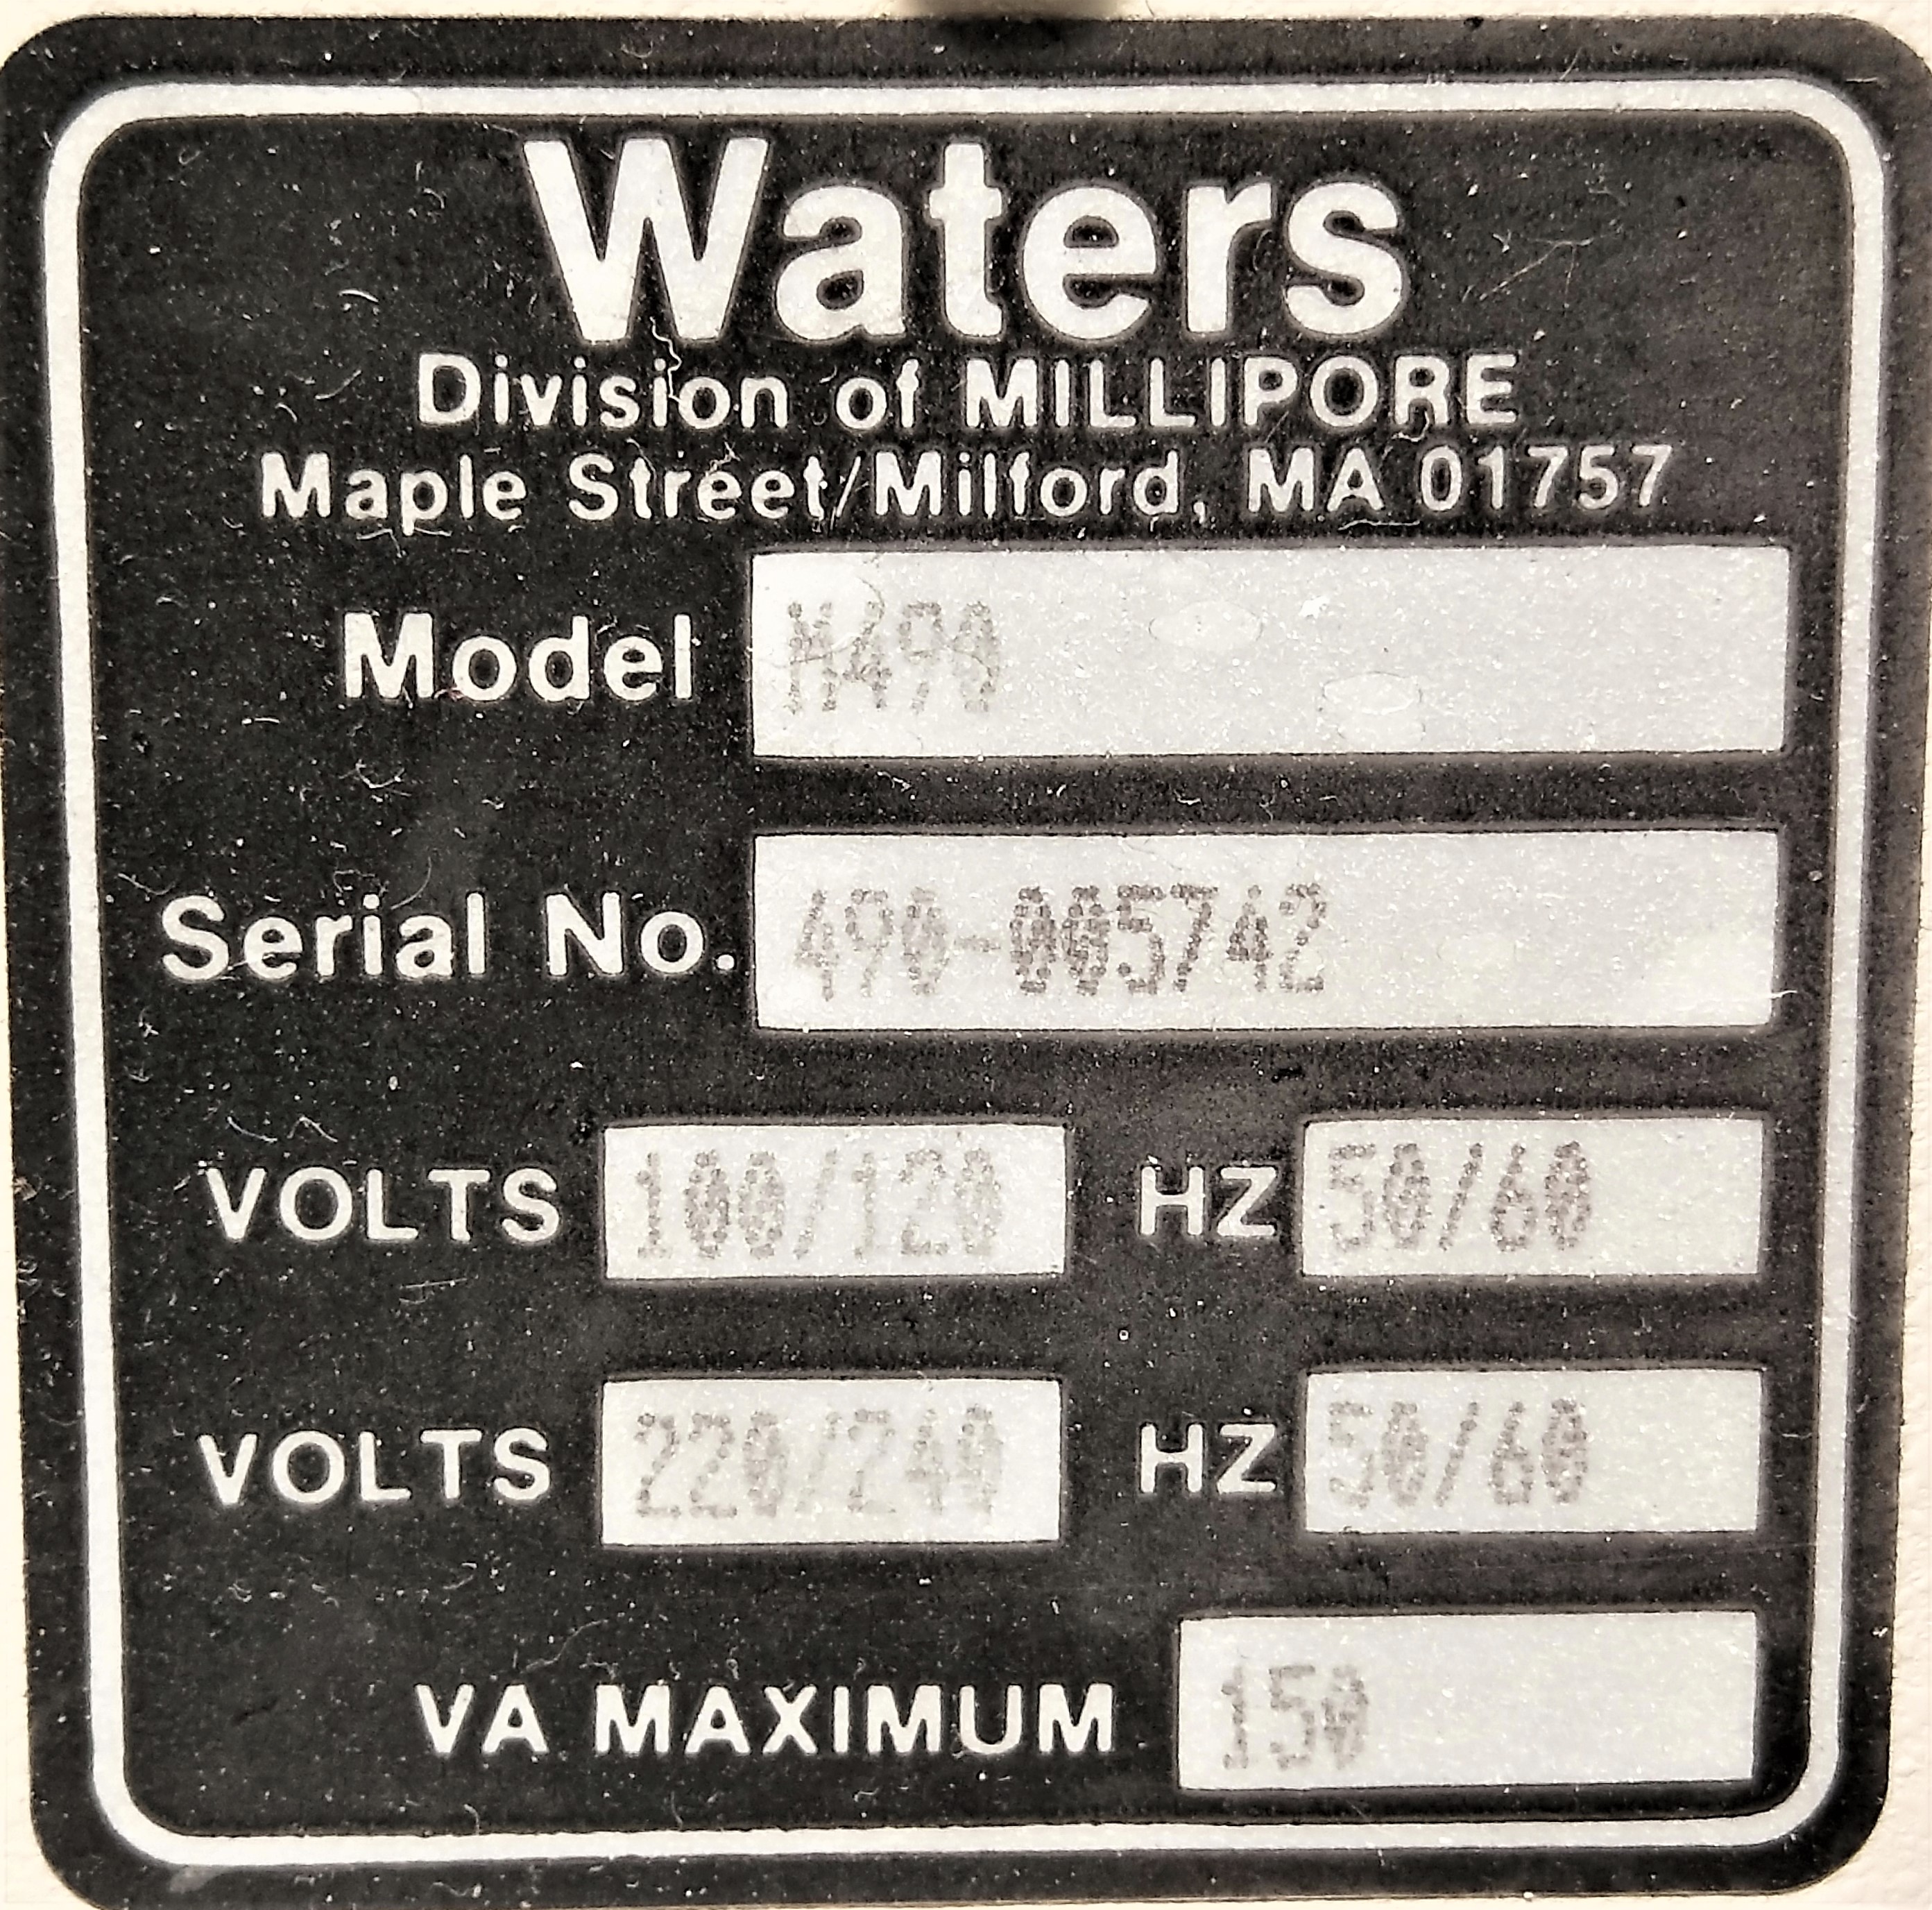 Waters
Division of MILLIPORE
Maple Street/Milford, MA 01757
Model M490
Serial No. 490-005742
VOLTS 100/120 HZ 50/60
VOLTS 220/240 HZ 50/60
VA MAXIMUM 150